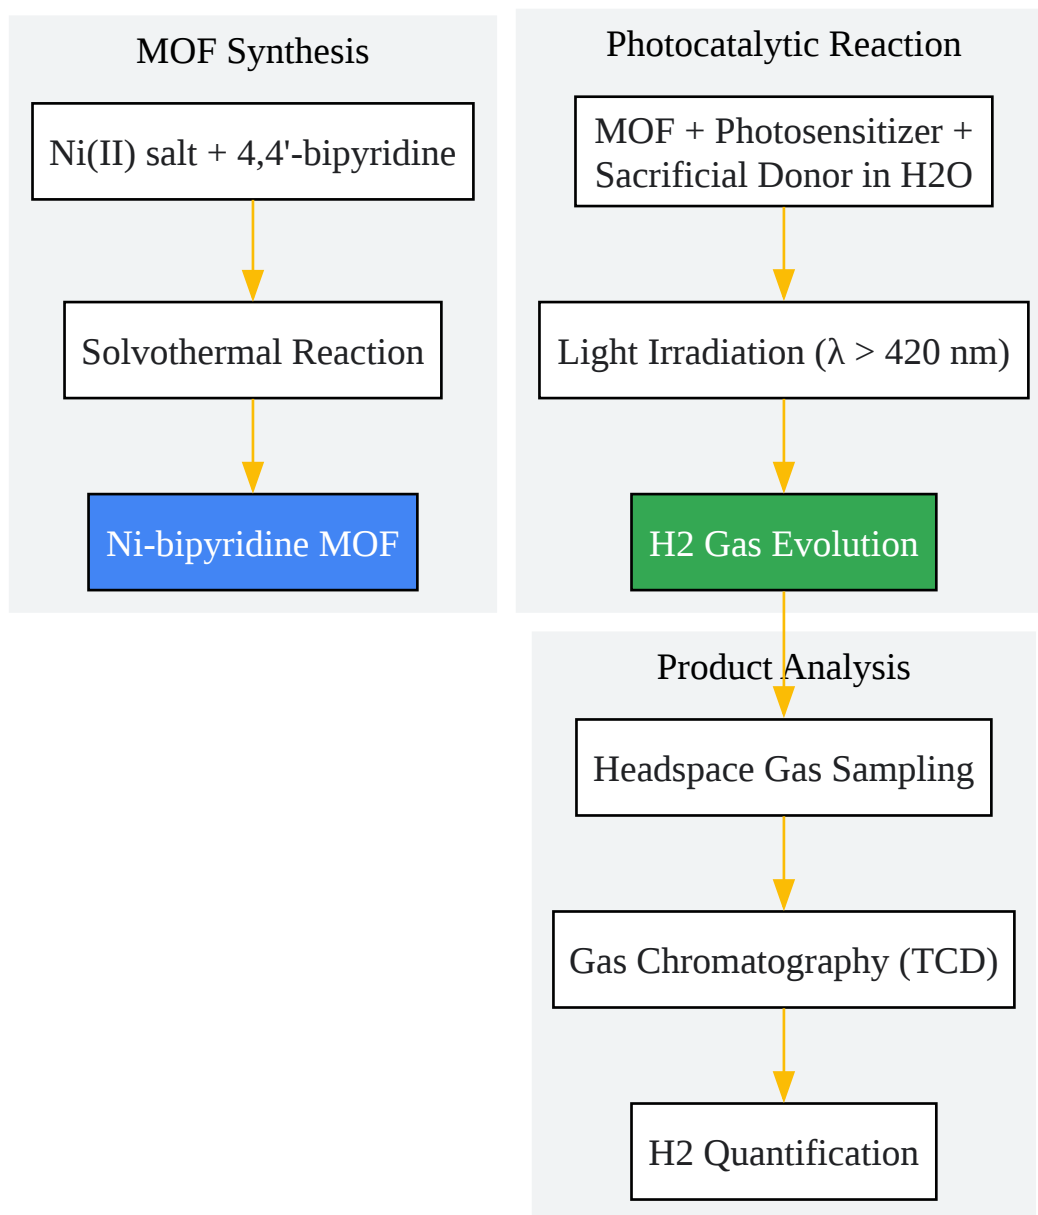 MOF Synthesis
Ni(II) salt + 4,4'-bipyridine
Solvothermal Reaction
Ni-bipyridine MOF
Photocatalytic Reaction
MOF + Photosensitizer +
Sacrificial Donor in H2O
Light Irradiation (λ > 420 nm)
H2 Gas Evolution
Product Analysis
Headspace Gas Sampling
Gas Chromatography (TCD)
H2 Quantification